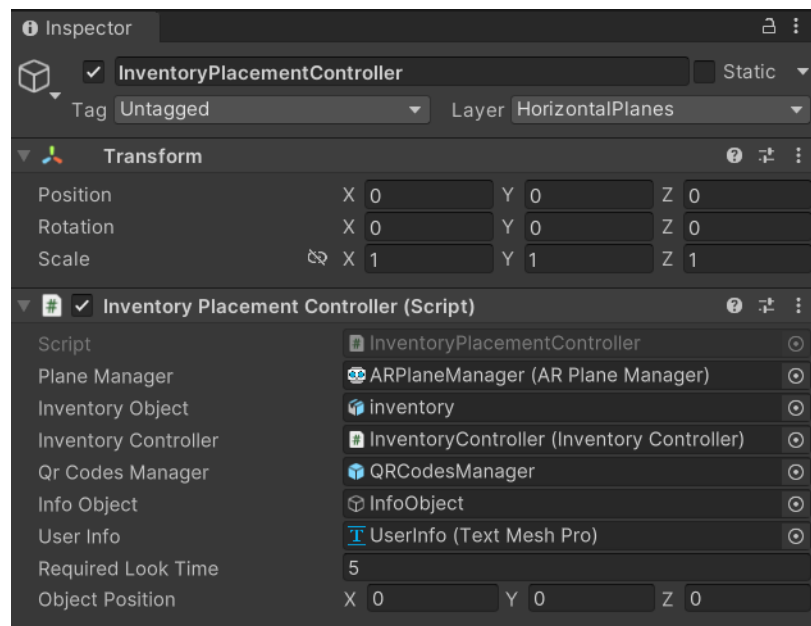 Inspector
InventoryPlacementController Static
Tag Untagged Layer HorizontalPlanes
Transform
Position X 0 Y 0 Z 0
Rotation X 0 Y 0 Z 0
Scale X 1 Y 1 Z 1
# Inventory Placement Controller (Script)
Script # InventoryPlacementController
Plane Manager ARPlaneManager (AR Plane Manager)
Inventory Object inventory
Inventory Controller # InventoryController (Inventory Controller)
Qr Codes Manager QRCodesManager
Info Object InfoObject
User Info T UserInfo (Text Mesh Pro)
Required Look Time 5
Object Position X 0 Y 0 Z 0